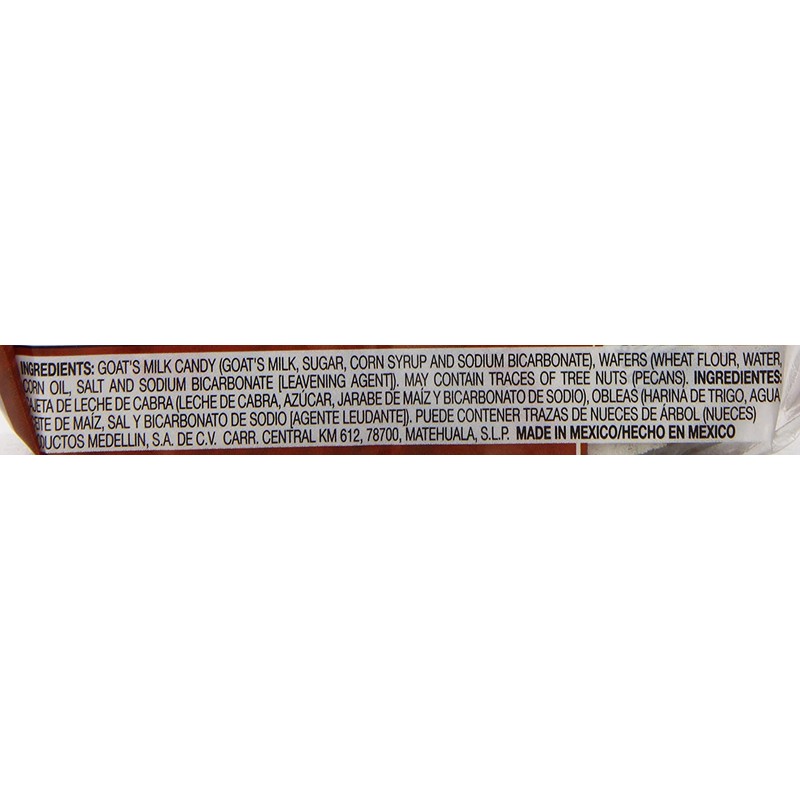 INGREDIENTS: GOAT'S MILK CANDY (GOAT'S MILK, SUGAR, CORN SYRUP AND SODIUM BICARBONATE), WAFERS (WHEAT FLOUR, WATER,
CORN OIL, SALT AND SODIUM BICARBONATE [LEAVENING AGENT]). MAY CONTAIN TRACES OF TREE NUTS (PECANS). INGREDIENTES:
CAJETA DE LECHE DE CABRA (LECHE DE CABRA, AZÚCAR, JARABE DE MAÍZ Y BICARBONATO DE SODIO), OBLEAS (HARINA DE TRIGO, AGUA
DE MAÍZ, SAL Y BICARBONATO DE SODIO [AGENTE LEUDANTE]). PUEDE CONTENER TRAZAS DE NUECES DE ÁRBOL (NUECES)
MEDELLIN, S.A. DE C.V. CARR. CENTRAL KM 612, 78700, MATEHUALA, S.L.P. MADE IN MEXICO/HECHO EN MEXICO